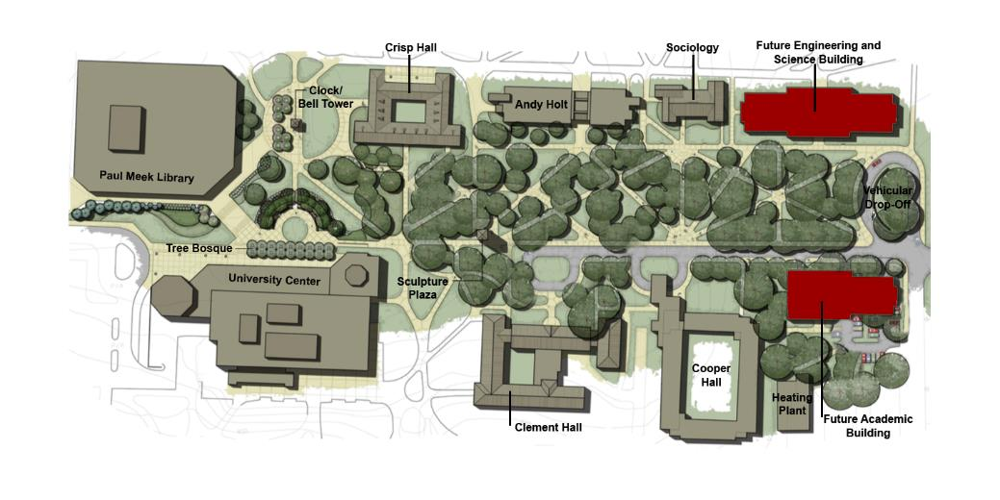 Crisp Hall
Sociology
Future Engineering and
Science Building
Clock/
Bell Tower
Andy Holt
Paul Meek Library
Vehicular
Drop-Off
Tree Bosque
University Center
Sculpture
Plaza
Cooper
Hall
Heating
Plant
Clement Hall
Future Academic
Building